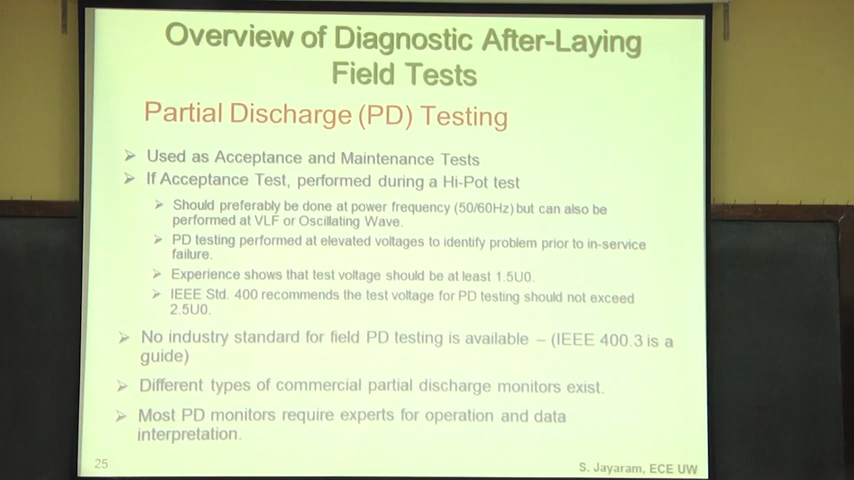 Overview of Diagnostic After-Laying
Field Tests
Partial Discharge (PD) Testing
➢ Used as Acceptance and Maintenance Tests
➢ If Acceptance Test, performed during a Hi-Pot test
➢ Should preferably be done at power frequency (50/60Hz) but can also be
performed at VLF or Oscillating Wave.
➢ PD testing performed at elevated voltages to identify problem prior to in-service
failure.
➢ Experience shows that test voltage should be at least 1.5U0.
➢ IEEE Std. 400 recommends the test voltage for PD testing should not exceed
2.5U0.
➢ No industry standard for field PD testing is available – (IEEE 400.3 is a
guide)
➢ Different types of commercial partial discharge monitors exist.
➢ Most PD monitors require experts for operation and data
interpretation.
25
S. Jayaram, ECE UW